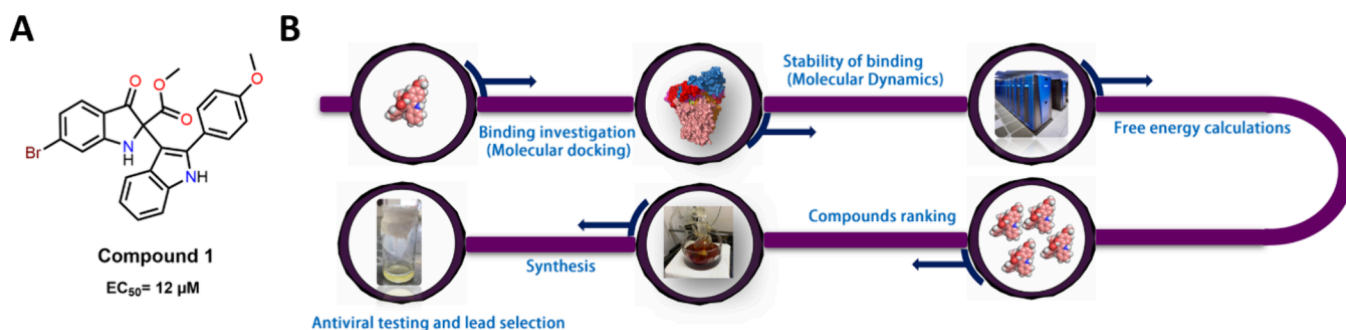 A
B
O
O
O
O
Br
N
H
NH
Compound 1
EC50= 12 µM
Binding investigation
(Molecular docking)
Stability of binding
(Molecular Dynamics)
Free energy calculations
Compounds ranking
Synthesis
Antiviral testing and lead selection